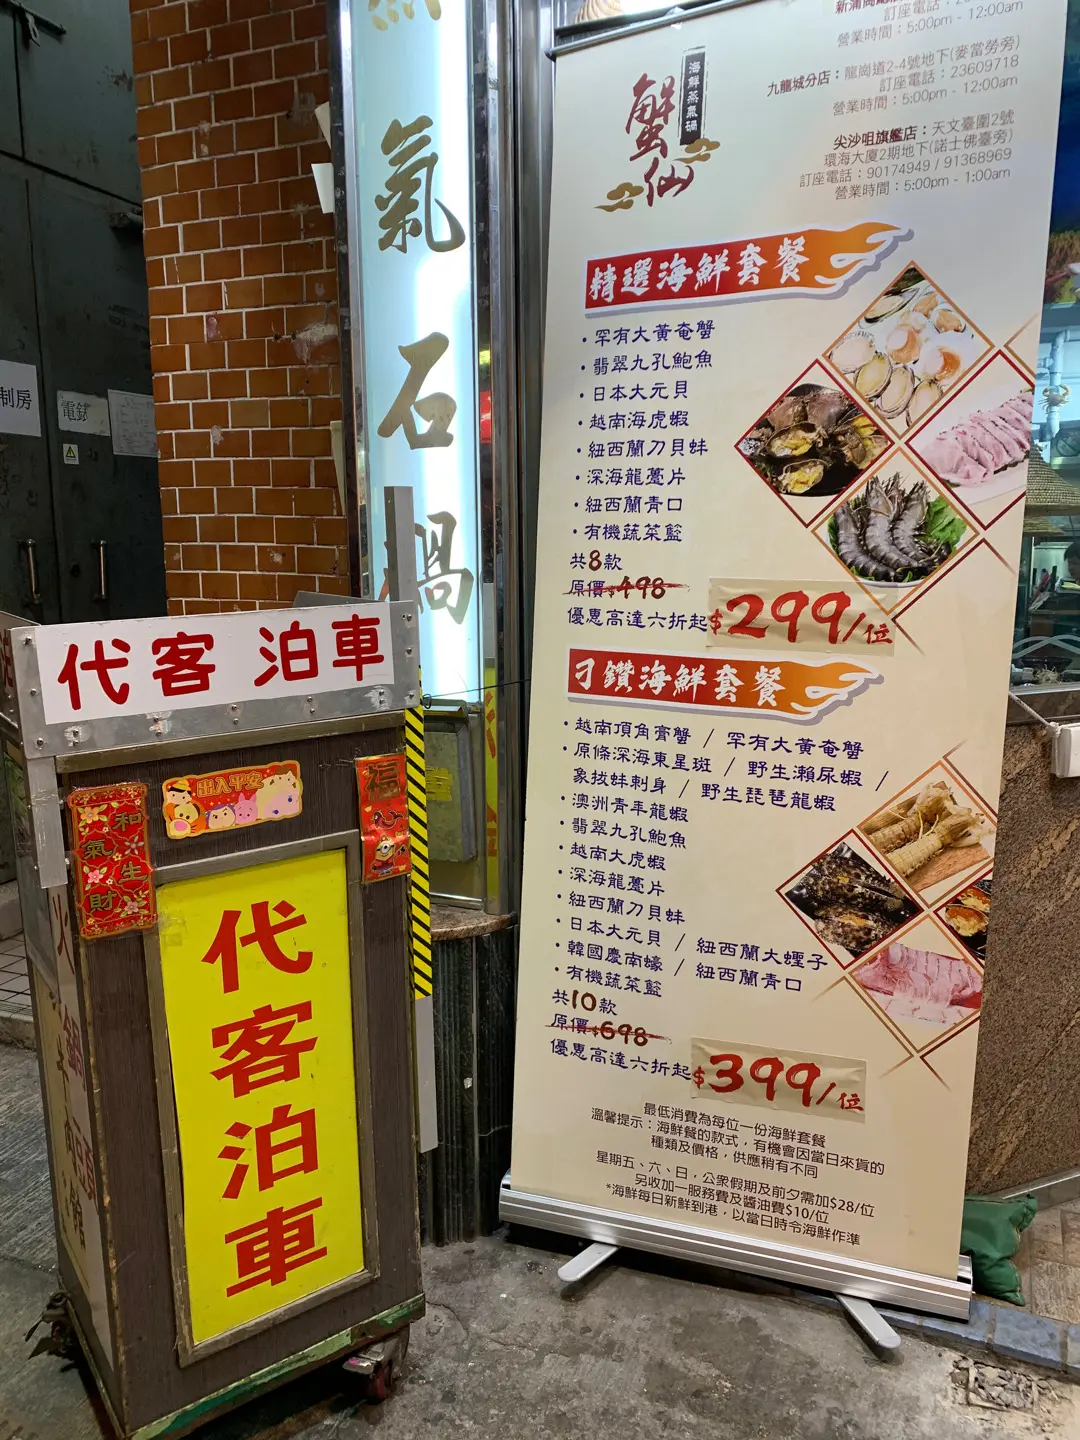 氣
石
鍋
制房
電錶
代客 泊車
出入平安
和氣生財
福
代客泊車
火鍋
海鮮蒸氣鍋
蟹仙
營業時間：5:00pm - 12:00am
九龍城分店：龍崗道2-4號地下(麥當勞旁)
訂座電話：23609718
營業時間：5:00pm - 12:00am
尖沙咀旗艦店：天文臺圍2號
環海大厦2期地下(諾士佛臺旁)
訂座電話：90174949 / 91368969
營業時間：5:00pm - 1:00am
精選海鮮套餐
・罕有大黃奄蟹
・翡翠九孔鮑魚
・日本大元貝
・越南海虎蝦
・紐西蘭刀貝蚌
・深海龍躉片
・紐西蘭青口
・有機蔬菜籃
共8款
原價$498
優惠高達六折起$299/位
刁鑽海鮮套餐
・越南頂角膏蟹 / 罕有大黃奄蟹
・原條深海東星斑 / 野生瀨尿蝦 /
象拔蚌刺身 / 野生琵琶龍蝦
・澳洲青年龍蝦
・翡翠九孔鮑魚
・越南大虎蝦
・深海龍躉片
・紐西蘭刀貝蚌
・日本大元貝 / 紐西蘭大蟶子
・韓國慶南蠔 / 紐西蘭青口
・有機蔬菜籃
共10款
原價$698
優惠高達六折起$399/位
最低消費為每位一份海鮮套餐
溫馨提示：海鮮餐的款式，有機會因當日來貨的
種類及價格，供應稍有不同
星期五、六、日，公眾假期及前夕需加$28/位
另收加一服務費及醬油費$10/位
*海鮮每日新鮮到港，以當日時令海鮮作準